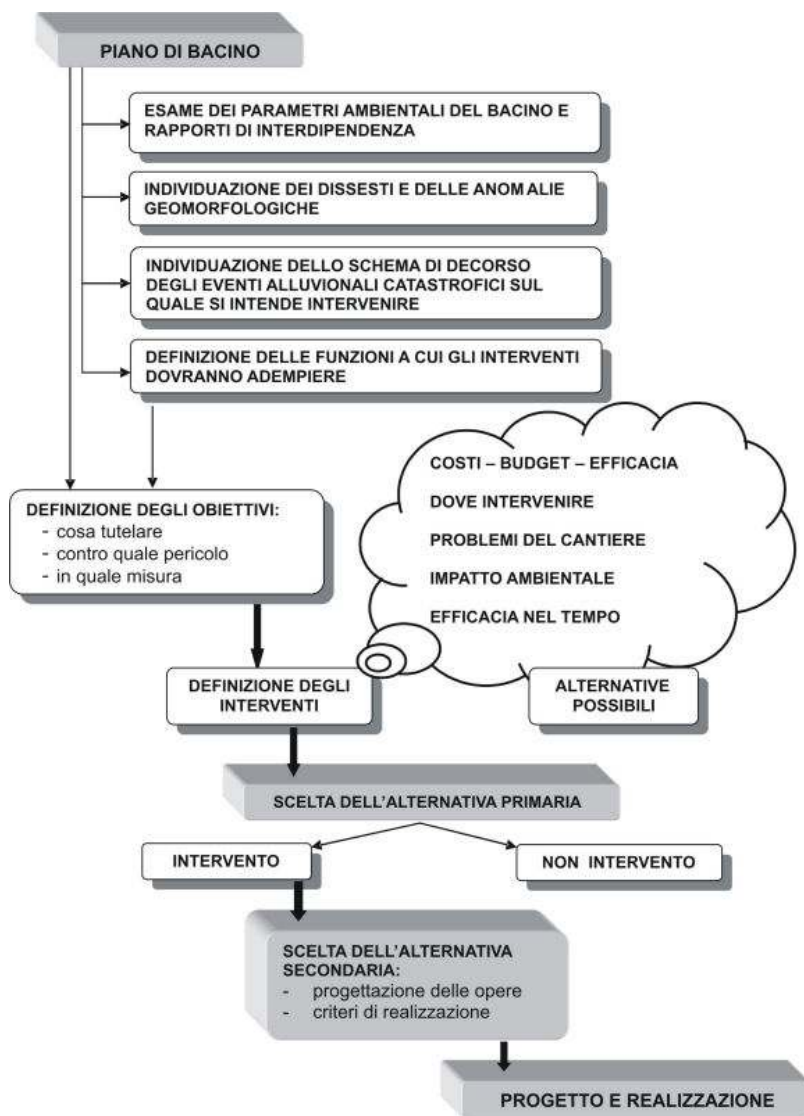 PIANO DI BACINO
ESAME DEI PARAMETRI AMBIENTALI DEL BACINO E
RAPPORTI DI INTERDIPENDENZA
INDIVIDUAZIONE DEI DISSESTI E DELLE ANOMALIE
GEOMORFOLOGICHE
INDIVIDUAZIONE DELLO SCHEMA DI DECORSO
DEGLI EVENTI ALLUVIONALI CATASTROFICI SUL
QUALE SI INTENDE INTERVENIRE
DEFINIZIONE DELLE FUNZIONI A CUI GLI INTERVENTI
DOVRANNO ADEMPIERE
COSTI – BUDGET – EFFICACIA
DOVE INTERVENIRE
PROBLEMI DEL CANTIERE
IMPATTO AMBIENTALE
EFFICACIA NEL TEMPO
DEFINIZIONE DEGLI OBIETTIVI:
- cosa tutelare
- contro quale pericolo
- in quale misura
DEFINIZIONE DEGLI
INTERVENTI
ALTERNATIVE
POSSIBILI
SCELTA DELL'ALTERNATIVA PRIMARIA
INTERVENTO
NON INTERVENTO
SCELTA DELL'ALTERNATIVA
SECONDARIA:
- progettazione delle opere
- criteri di realizzazione
PROGETTO E REALIZZAZIONE